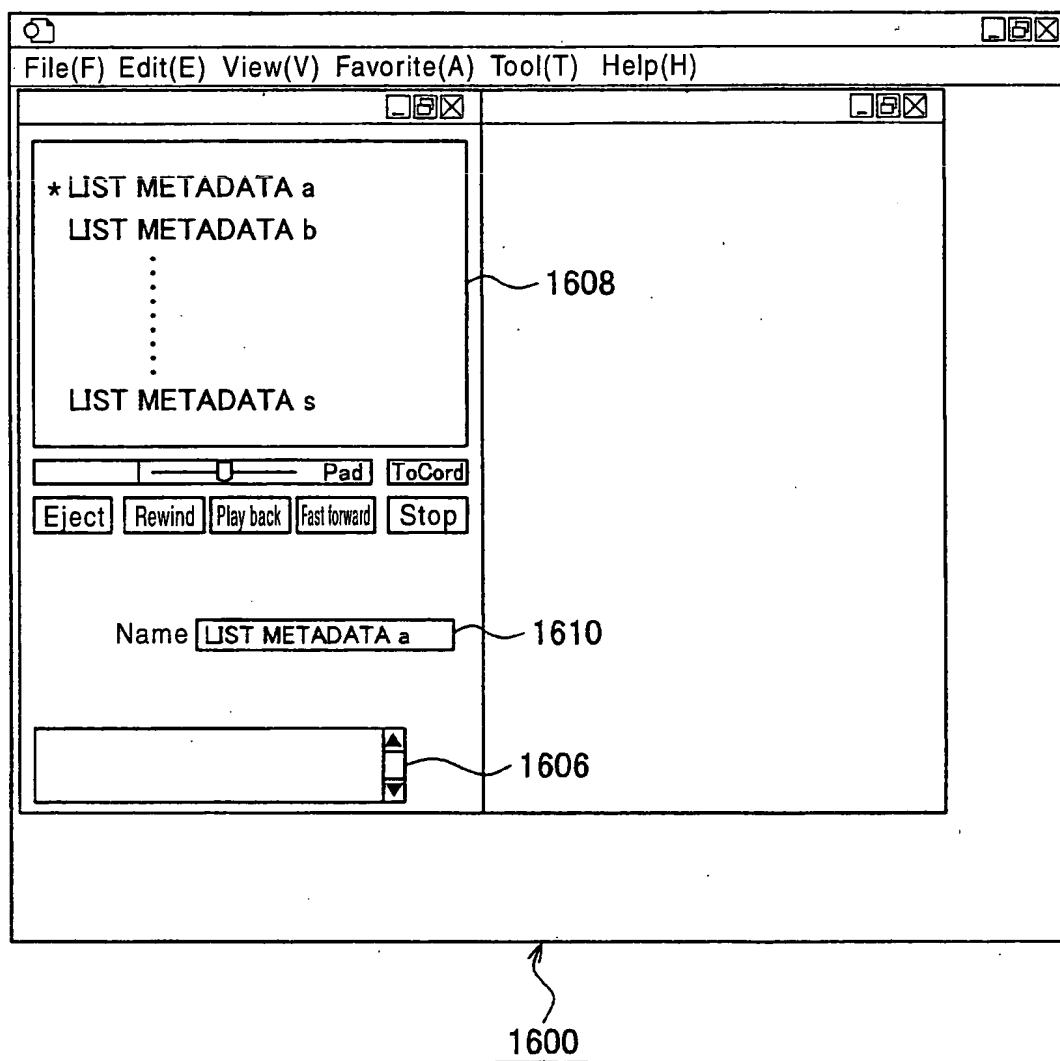 File(F) Edit(E) View(V) Favorite(A) Tool(T) Help(H)
* LIST METADATA a
LIST METADATA b
LIST METADATA s
1608
Pad ToCord
Eject Rewind Play back Fast forward Stop
Name LIST METADATA a
1610
1606
1600